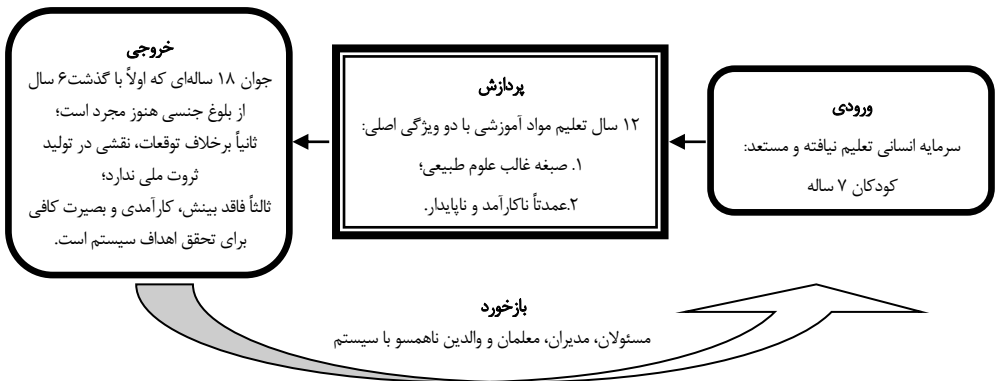 ورودی
سرمایه انسانی تعلیم نیافته و مستعد:
کودکان ۷ ساله
پردازش
۱۲ سال تعلیم مواد آموزشی با دو ویژگی اصلی:
۱. صبغه غالب علوم طبیعی؛
۲.عمدتاً ناکارآمد و ناپایدار.
خروجی
جوان ۱۸ ساله‌ای که اولاً با گذشت۶ سال
از بلوغ جنسی هنوز مجرد است؛
ثانیاً برخلاف توقعات، نقشی در تولید
ثروت ملی ندارد؛
ثالثاً فاقد بینش، کارآمدی و بصیرت کافی
برای تحقق اهداف سیستم است.
بازخورد
مسئولان، مدیران، معلمان و والدین ناهمسو با سیستم